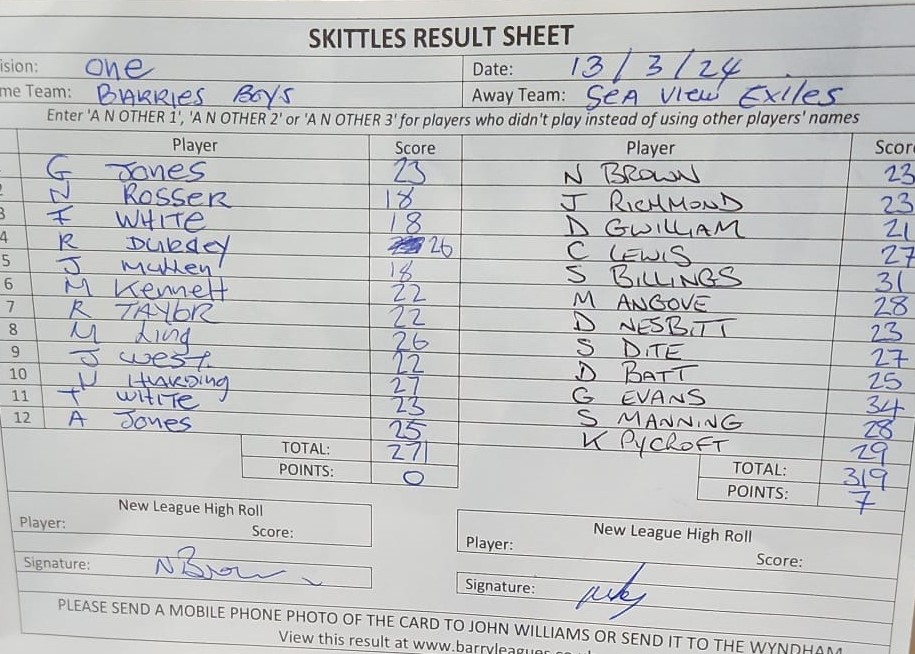 SKITTLES RESULT SHEET
ision: one Date: 13/3/24
me Team: BARRIES BOYS Away Team: SEA VIEW EXILES
Enter 'A N OTHER 1', 'A N OTHER 2' or 'A N OTHER 3' for players who didn't play instead of using other players' names
Player Score Player Scor
G Jones 23 N BROWN 23
2 N ROSSER 18 J RICHMOND 23
3 F WHITE 18 D GWILLIAM 21
4 R DURSLEY 26 C LEWIS 27
5 J Mullen 18 S BILLINGS 31
6 M Kennett 22 M ANGOVE 28
7 R TAYLOR 22 D NESBITT 23
8 M Ling 26 S DITE 27
9 J West 22 D BATT 25
10 N HARDING 27 G EVANS 34
11 T WHITE 23 S MANNING 28
12 A Jones 25 K PYCROFT 29
TOTAL: 271 TOTAL: 319
POINTS: 0 POINTS: 7
New League High Roll New League High Roll
Player: Score: Player: Score:
Signature: N Brown Signature:
PLEASE SEND A MOBILE PHONE PHOTO OF THE CARD TO JOHN WILLIAMS OR SEND IT TO THE WYNDHAM
View this result at www.barryleagues.co.u